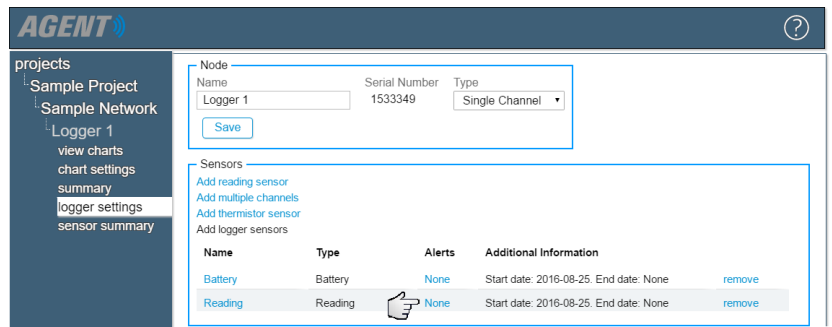 AGENT
?
projects
Sample Project
Sample Network
Logger 1
view charts
chart settings
summary
logger settings
sensor summary
Node
Name Serial Number Type
Logger 1 1533349 Single Channel
Save
Sensors
Add reading sensor
Add multiple channels
Add thermistor sensor
Add logger sensors
Name Type Alerts Additional Information
Battery Battery None Start date: 2016-08-25. End date: None remove
Reading Reading None Start date: 2016-08-25. End date: None remove